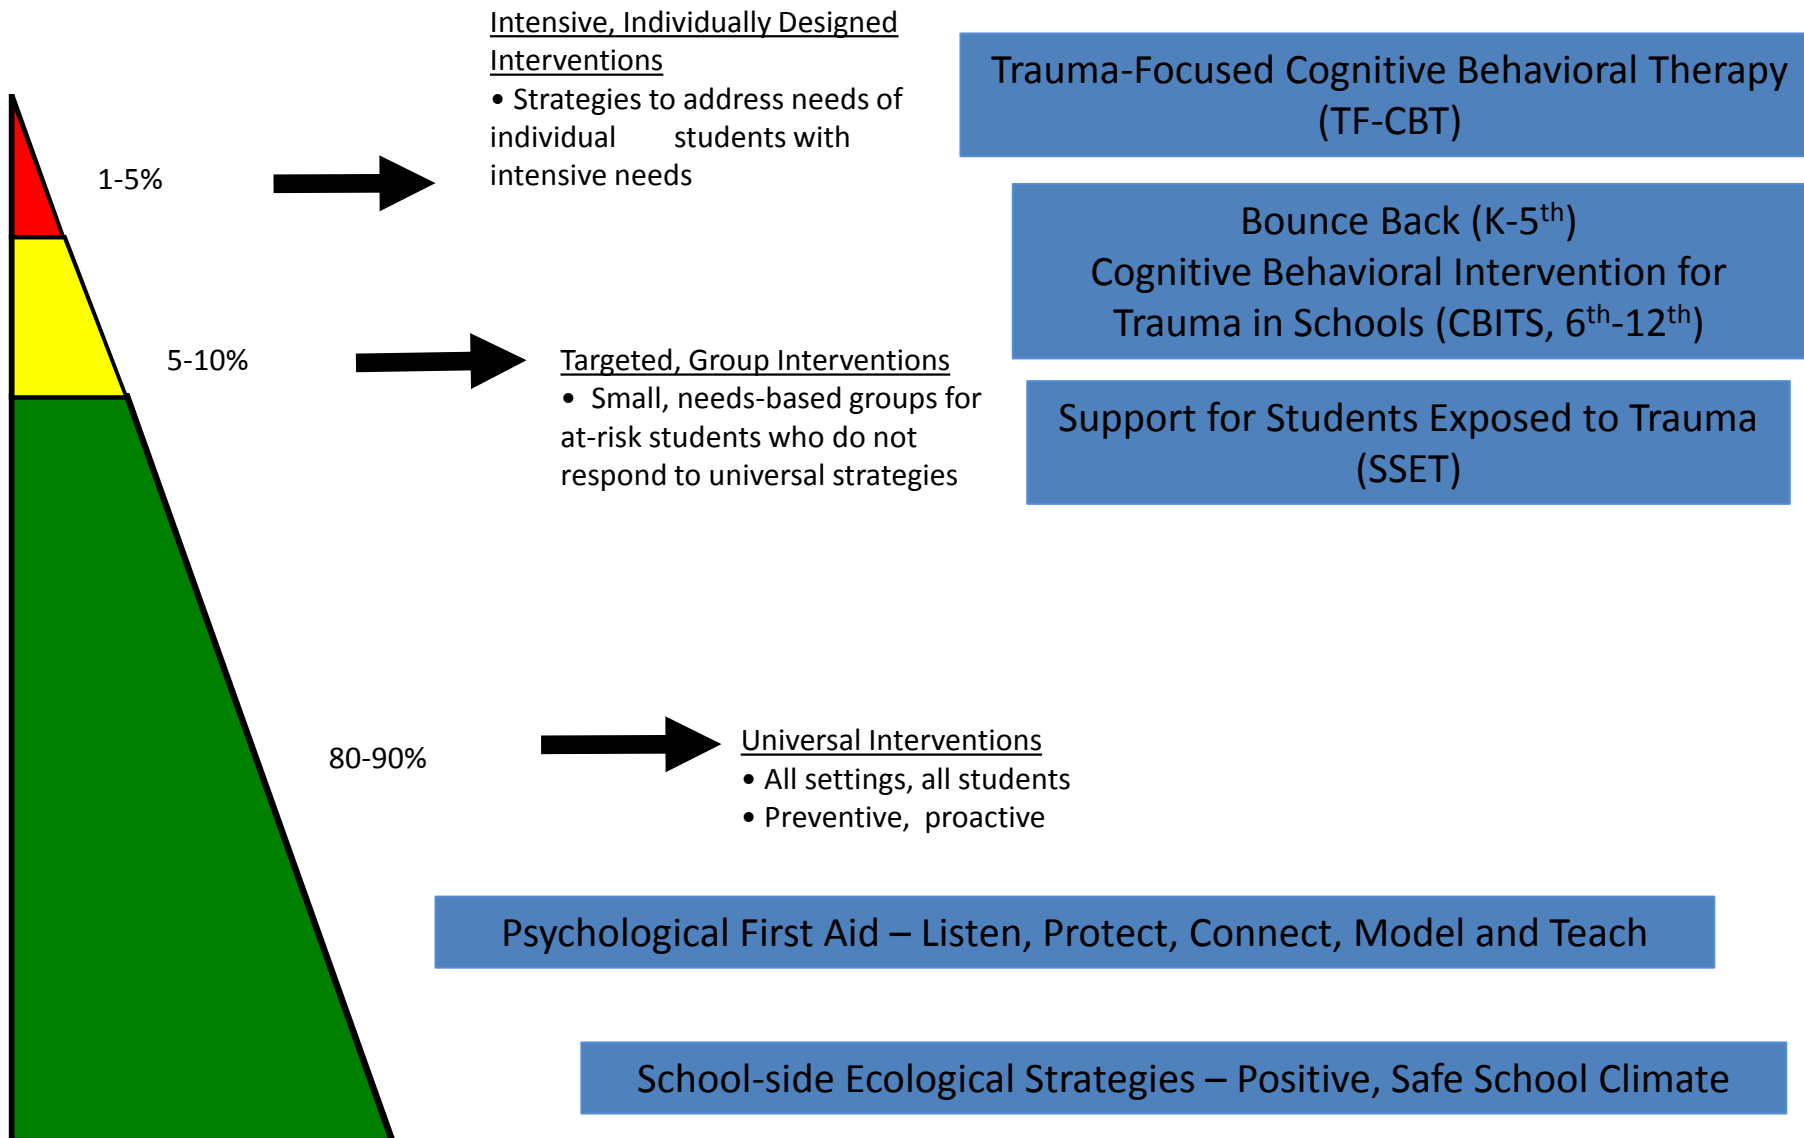 Intensive, Individually Designed
Interventions
• Strategies to address needs of
individual students with
intensive needs
Trauma-Focused Cognitive Behavioral Therapy
(TF-CBT)
1-5%
Bounce Back (K-5th)
Cognitive Behavioral Intervention for
Trauma in Schools (CBITS, 6th-12th)
5-10%
Targeted, Group Interventions
• Small, needs-based groups for
at-risk students who do not
respond to universal strategies
Support for Students Exposed to Trauma
(SSET)
80-90%
Universal Interventions
• All settings, all students
• Preventive, proactive
Psychological First Aid – Listen, Protect, Connect, Model and Teach
School-side Ecological Strategies – Positive, Safe School Climate